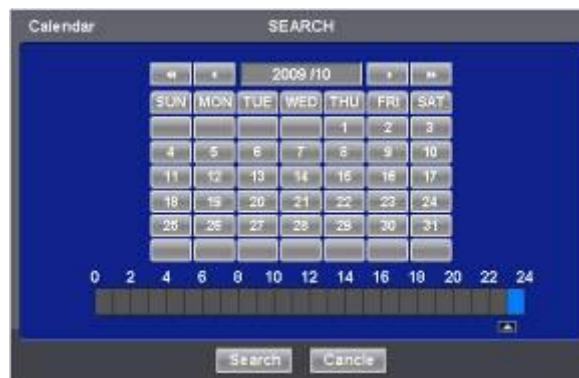 Calendar SEARCH
2009 /10
SUN MON TUE WED THU FRI SAT
1 2 3
4 5 6 7 8 9 10
11 12 13 14 15 16 17
18 19 20 21 22 23 24
25 26 27 28 29 30 31
0 2 4 6 8 10 12 14 16 18 20 22 24
Search Cancle